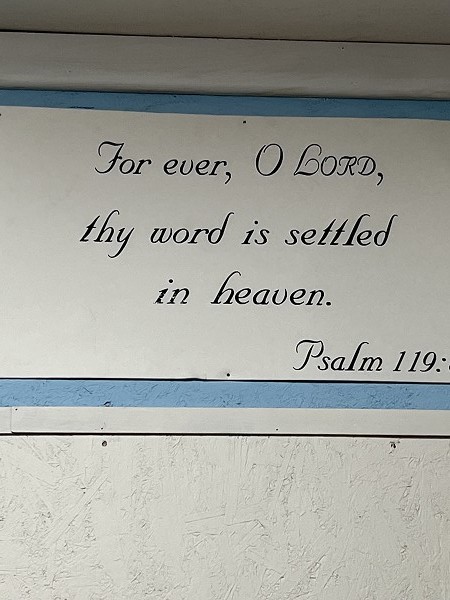 For ever, O LORD,
thy word is settled
in heaven.
Psalm 119: